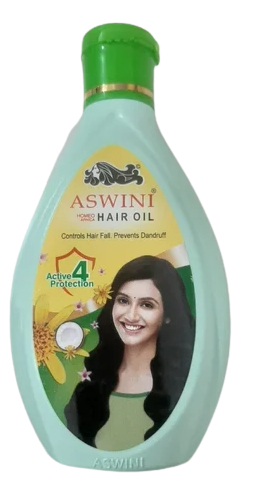 ASWINI®
HOMEO ARNICA HAIR OIL
Controls Hair Fall, Prevents Dandruff
Active 4
Protection
ASWINI